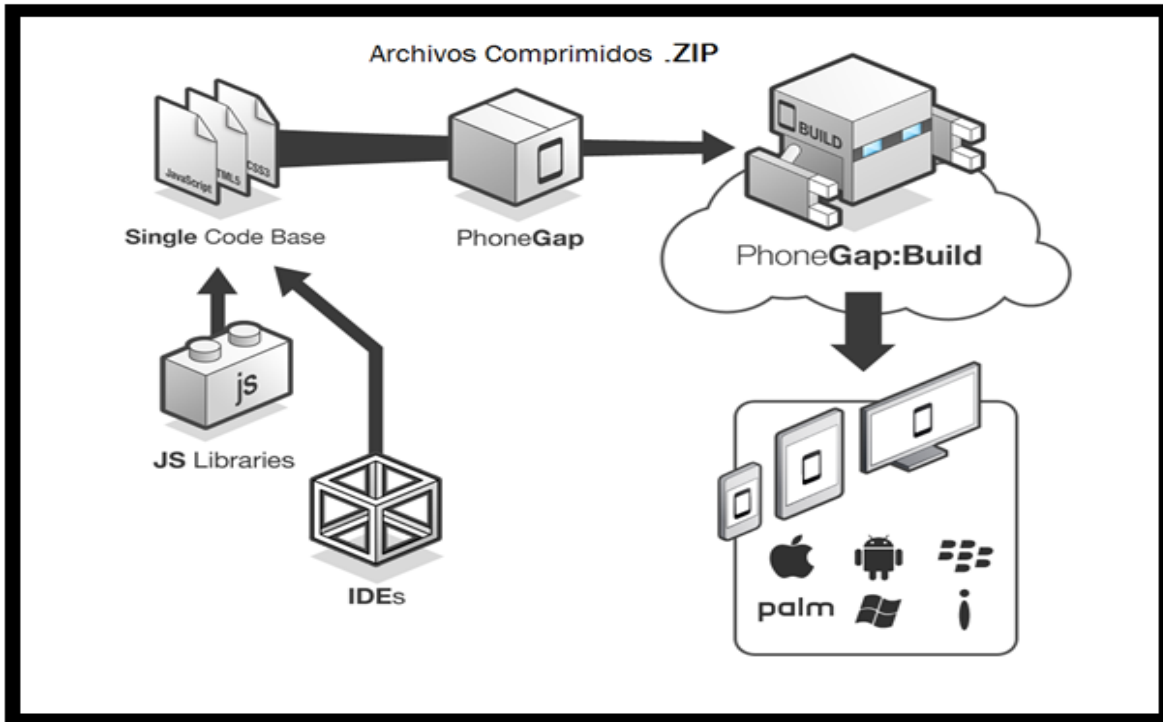 Archivos Comprimidos .ZIP
BUILD
JavaScript
HTML5
CSS3
Single Code Base
PhoneGap
PhoneGap:Build
js
JS Libraries
IDEs
palm